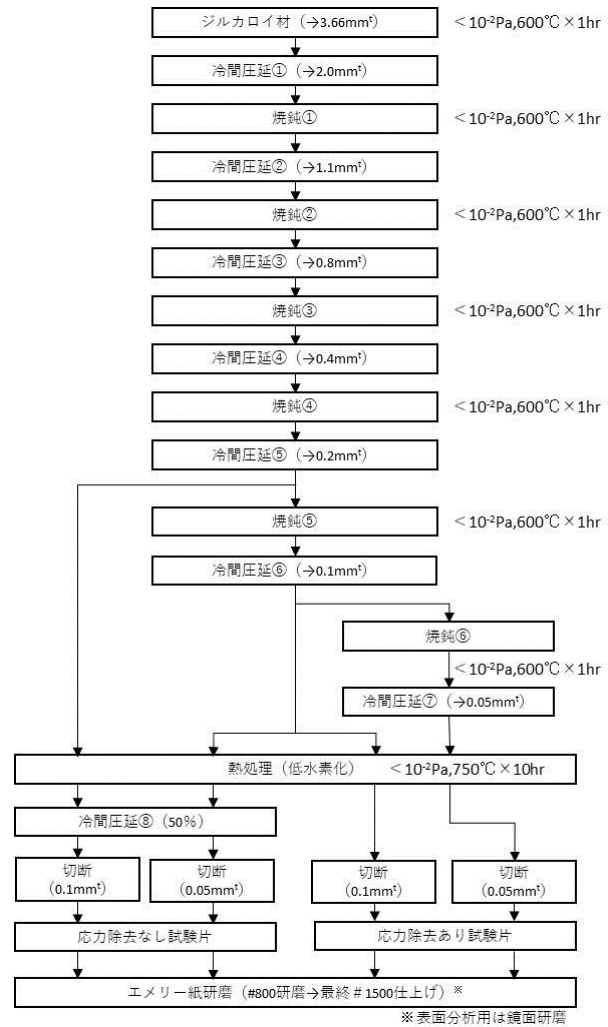 ジルカロイ材（→3.66mmᵗ） ＜10⁻²Pa,600℃×1hr
冷間圧延①（→2.0mmᵗ）
焼鈍① ＜10⁻²Pa,600℃×1hr
冷間圧延②（→1.1mmᵗ）
焼鈍② ＜10⁻²Pa,600℃×1hr
冷間圧延③（→0.8mmᵗ）
焼鈍③ ＜10⁻²Pa,600℃×1hr
冷間圧延④（→0.4mmᵗ）
焼鈍④ ＜10⁻²Pa,600℃×1hr
冷間圧延⑤（→0.2mmᵗ）
焼鈍⑤ ＜10⁻²Pa,600℃×1hr
冷間圧延⑥（→0.1mmᵗ）
焼鈍⑥
＜10⁻²Pa,600℃×1hr
冷間圧延⑦（→0.05mmᵗ）
熱処理（低水素化） ＜10⁻²Pa,750℃×10hr
冷間圧延⑧（50％）
切断 切断 切断 切断
（0.1mmᵗ） （0.05mmᵗ） （0.1mmᵗ） （0.05mmᵗ）
応力除去なし試験片 応力除去あり試験片
エメリー紙研磨（#800研磨→最終＃1500仕上げ）※
※表面分析用は鏡面研磨